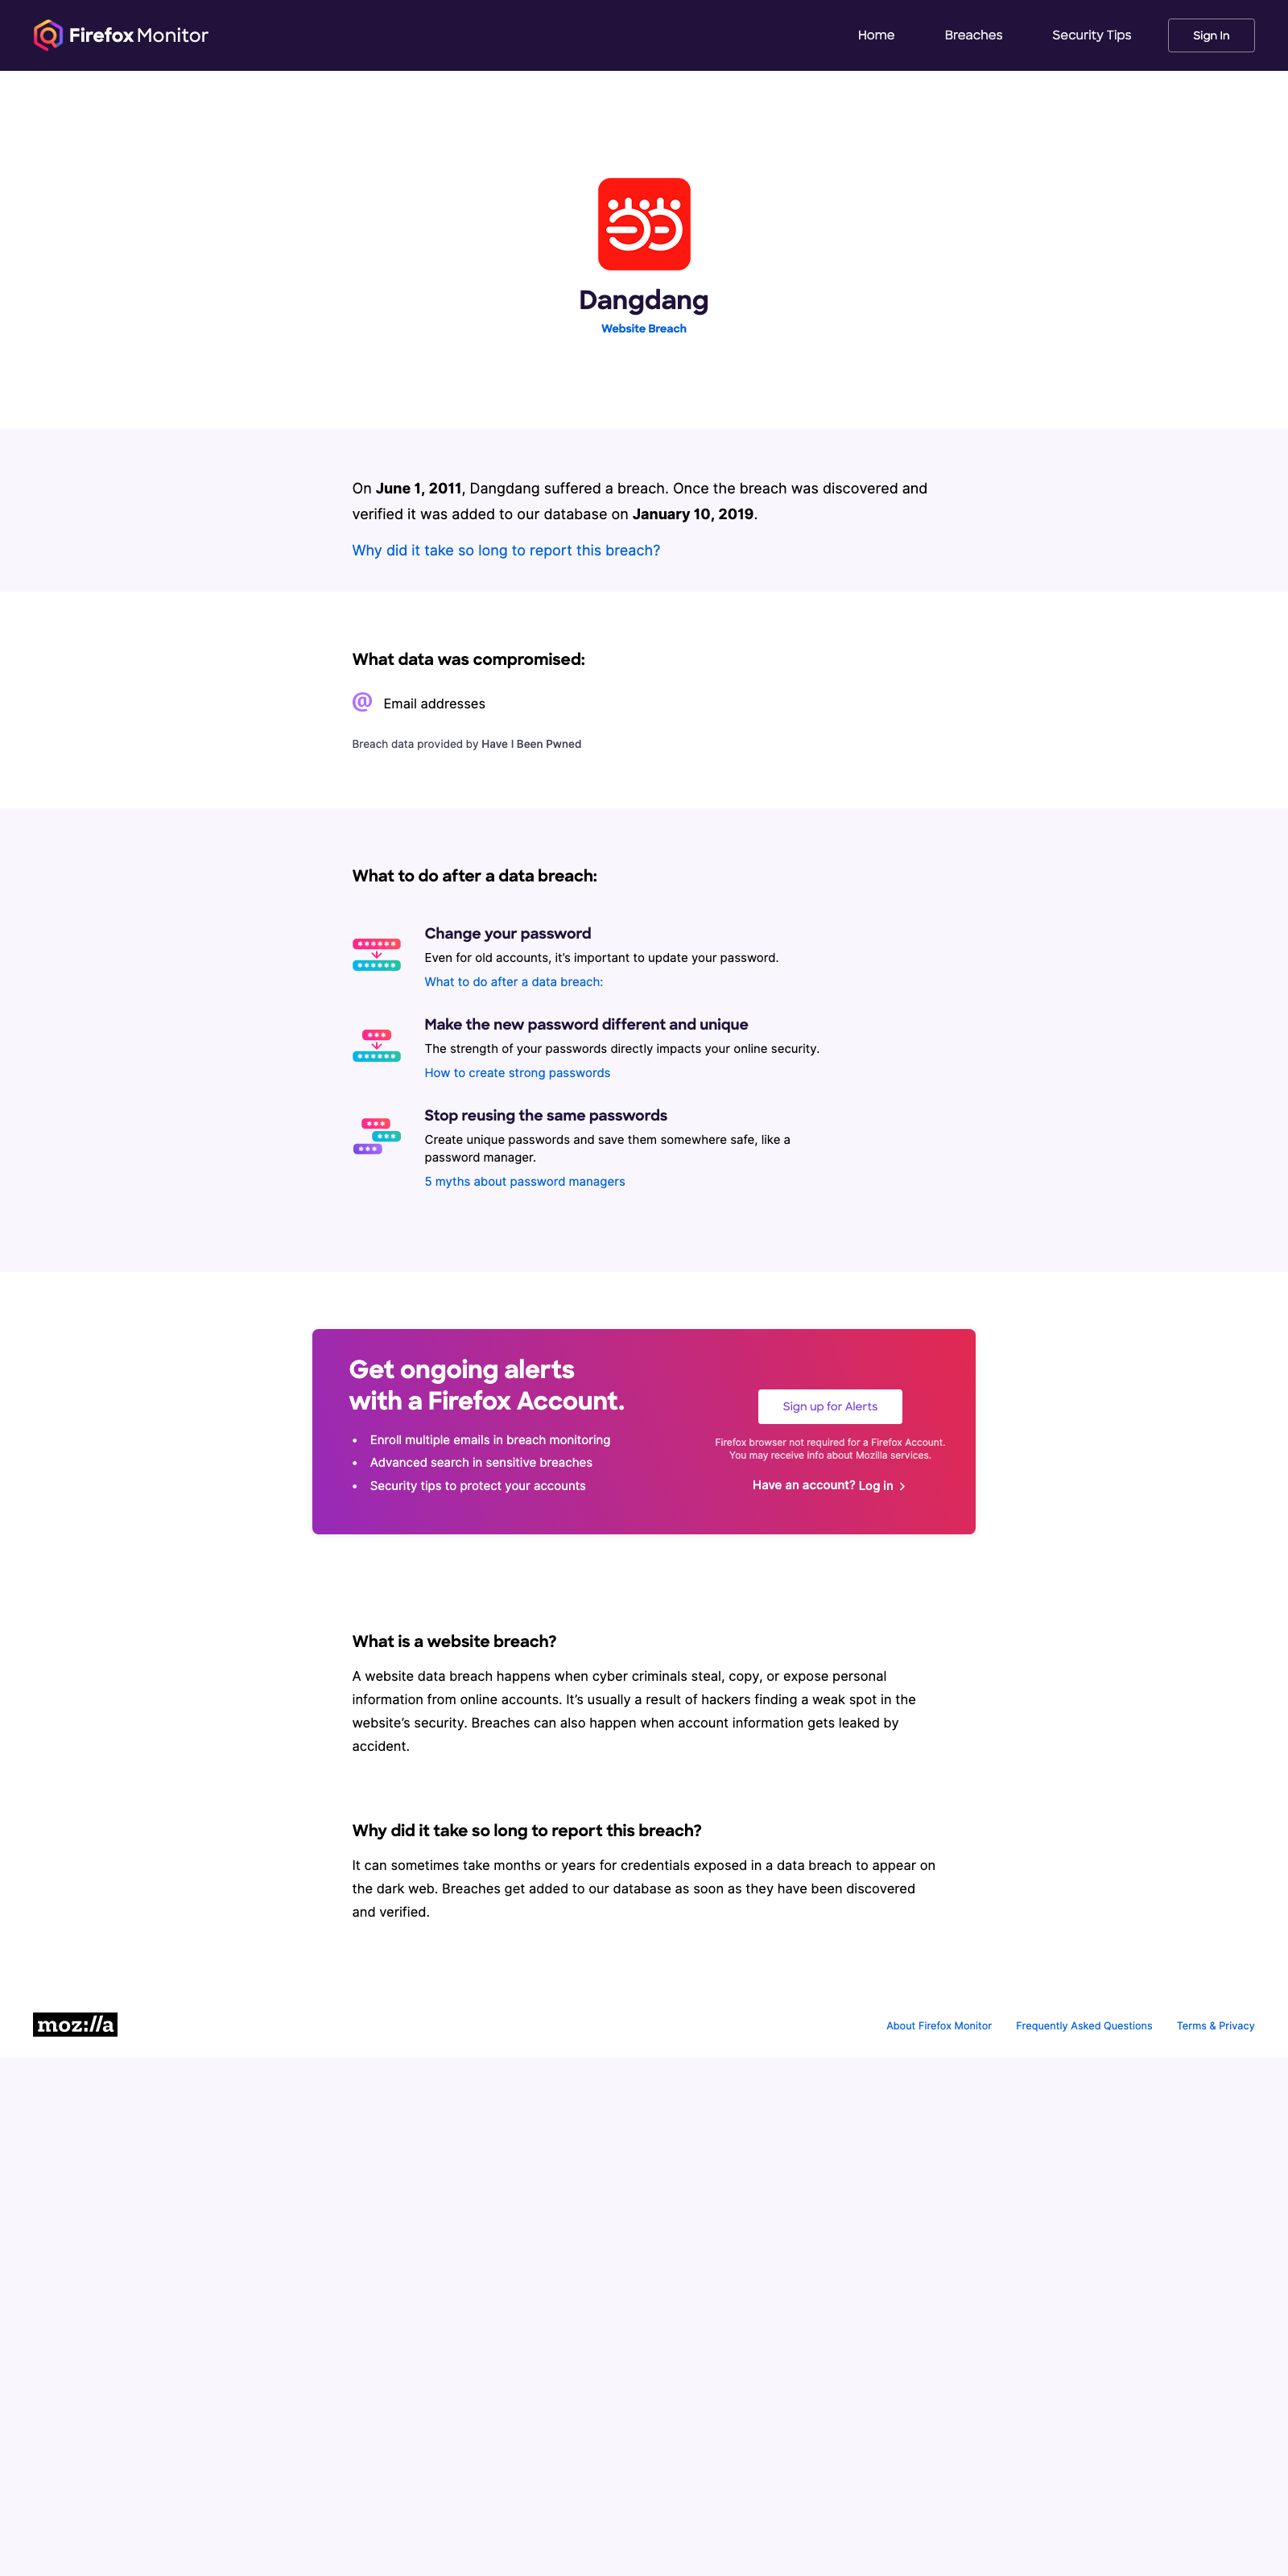 Firefox Monitor
Home
Breaches
Security Tips
Sign In
Dangdang
Website Breach
On June 1, 2011, Dangdang suffered a breach. Once the breach was discovered and
verified it was added to our database on January 10, 2019.
Why did it take so long to report this breach?
What data was compromised:
@ Email addresses
Breach data provided by Have I Been Pwned
What to do after a data breach:
Change your password
Even for old accounts, it's important to update your password.
What to do after a data breach:
Make the new password different and unique
The strength of your passwords directly impacts your online security.
How to create strong passwords
Stop reusing the same passwords
Create unique passwords and save them somewhere safe, like a
password manager.
5 myths about password managers
Get ongoing alerts
with a Firefox Account.
• Enroll multiple emails in breach monitoring
• Advanced search in sensitive breaches
• Security tips to protect your accounts
Sign up for Alerts
Firefox browser not required for a Firefox Account.
You may receive info about Mozilla services.
Have an account? Log in
What is a website breach?
A website data breach happens when cyber criminals steal, copy, or expose personal
information from online accounts. It’s usually a result of hackers finding a weak spot in the
website’s security. Breaches can also happen when account information gets leaked by
accident.
Why did it take so long to report this breach?
It can sometimes take months or years for credentials exposed in a data breach to appear on
the dark web. Breaches get added to our database as soon as they have been discovered
and verified.
moz://a
About Firefox Monitor
Frequently Asked Questions
Terms & Privacy